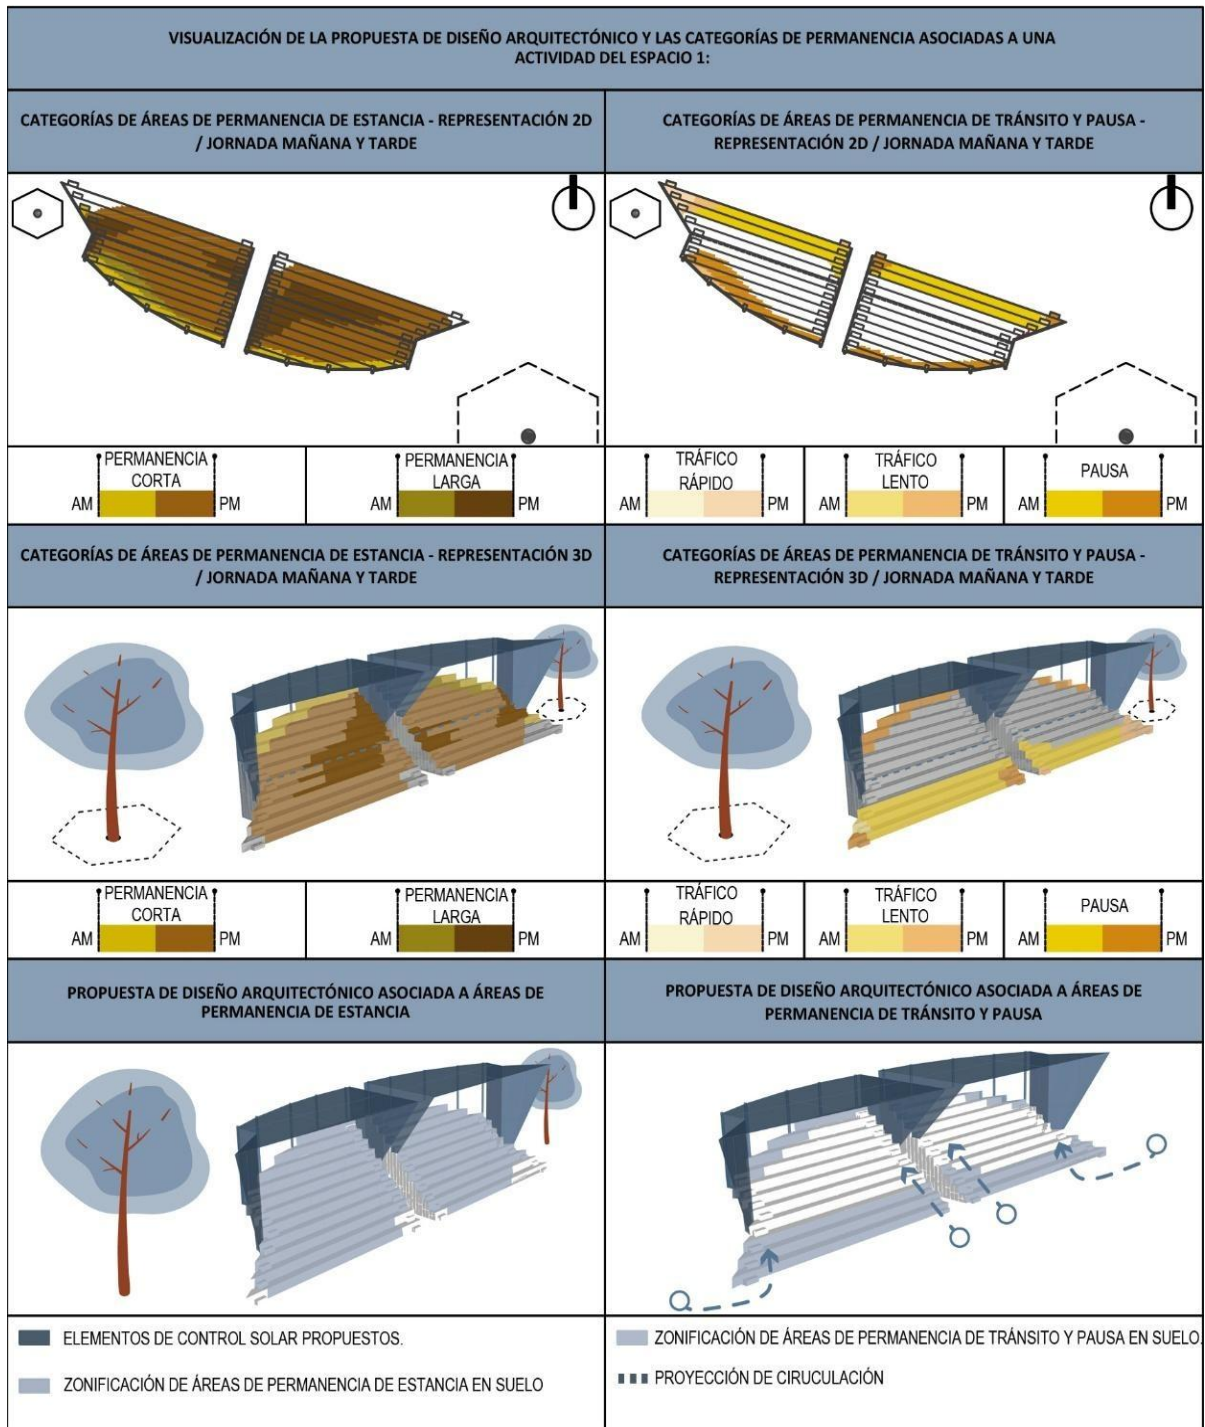 VISUALIZACIÓN DE LA PROPUESTA DE DISEÑO ARQUITECTÓNICO Y LAS CATEGORÍAS DE PERMANENCIA ASOCIADAS A UNA
ACTIVIDAD DEL ESPACIO 1:
CATEGORÍAS DE ÁREAS DE PERMANENCIA DE ESTANCIA - REPRESENTACIÓN 2D
/ JORNADA MAÑANA Y TARDE
CATEGORÍAS DE ÁREAS DE PERMANENCIA DE TRÁNSITO Y PAUSA -
REPRESENTACIÓN 2D / JORNADA MAÑANA Y TARDE
PERMANENCIA
CORTA
AM PM
PERMANENCIA
LARGA
AM PM
TRÁFICO
RÁPIDO
AM PM
TRÁFICO
LENTO
AM PM
PAUSA
AM PM
CATEGORÍAS DE ÁREAS DE PERMANENCIA DE ESTANCIA - REPRESENTACIÓN 3D
/ JORNADA MAÑANA Y TARDE
CATEGORÍAS DE ÁREAS DE PERMANENCIA DE TRÁNSITO Y PAUSA -
REPRESENTACIÓN 3D / JORNADA MAÑANA Y TARDE
PERMANENCIA
CORTA
AM PM
PERMANENCIA
LARGA
AM PM
TRÁFICO
RÁPIDO
AM PM
TRÁFICO
LENTO
AM PM
PAUSA
AM PM
PROPUESTA DE DISEÑO ARQUITECTÓNICO ASOCIADA A ÁREAS DE
PERMANENCIA DE ESTANCIA
PROPUESTA DE DISEÑO ARQUITECTÓNICO ASOCIADA A ÁREAS DE
PERMANENCIA DE TRÁNSITO Y PAUSA
ELEMENTOS DE CONTROL SOLAR PROPUESTOS.
ZONIFICACIÓN DE ÁREAS DE PERMANENCIA DE ESTANCIA EN SUELO
ZONIFICACIÓN DE ÁREAS DE PERMANENCIA DE TRÁNSITO Y PAUSA EN SUELO.
PROYECCIÓN DE CIRUCULACIÓN